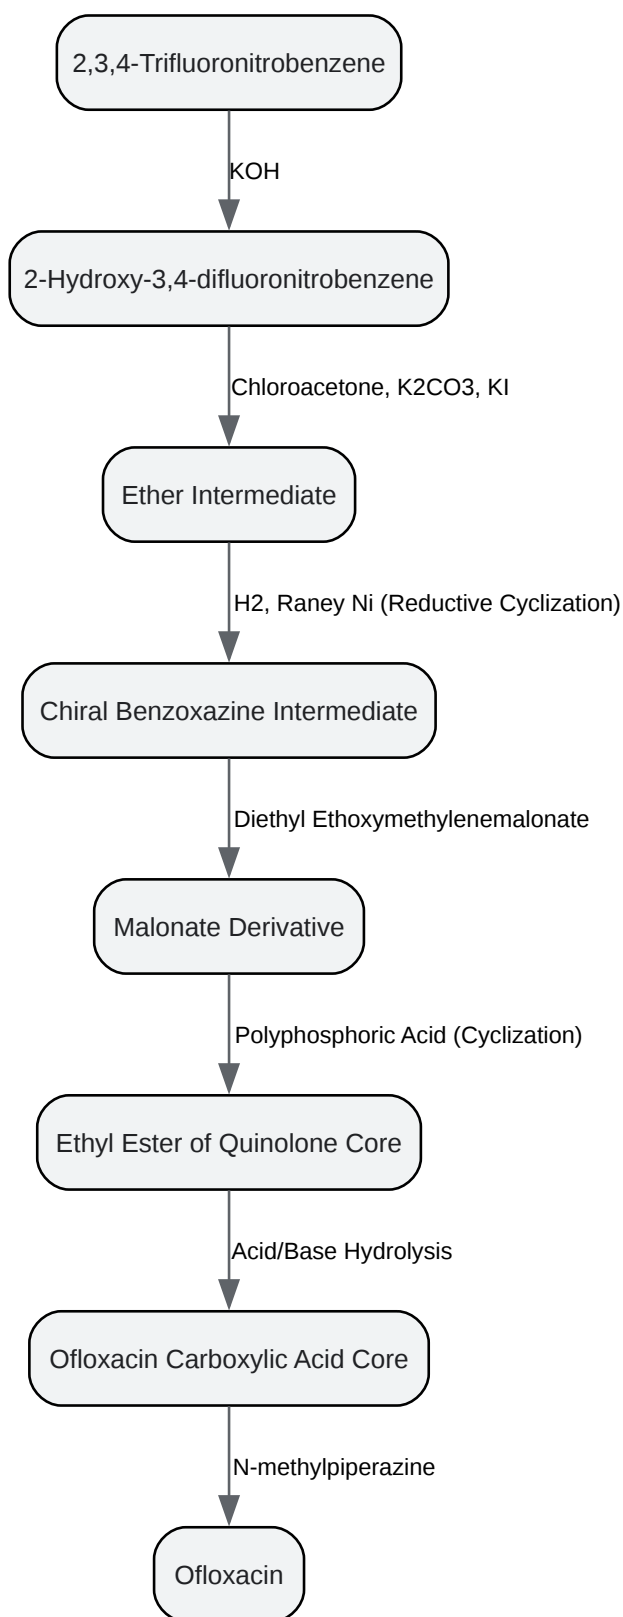 2,3,4-Trifluoronitrobenzene
KOH
2-Hydroxy-3,4-difluoronitrobenzene
Chloroacetone, K2CO3, KI
Ether Intermediate
H2, Raney Ni (Reductive Cyclization)
Chiral Benzoxazine Intermediate
Diethyl Ethoxymethylenemalonate
Malonate Derivative
Polyphosphoric Acid (Cyclization)
Ethyl Ester of Quinolone Core
Acid/Base Hydrolysis
Ofloxacin Carboxylic Acid Core
N-methylpiperazine
Ofloxacin